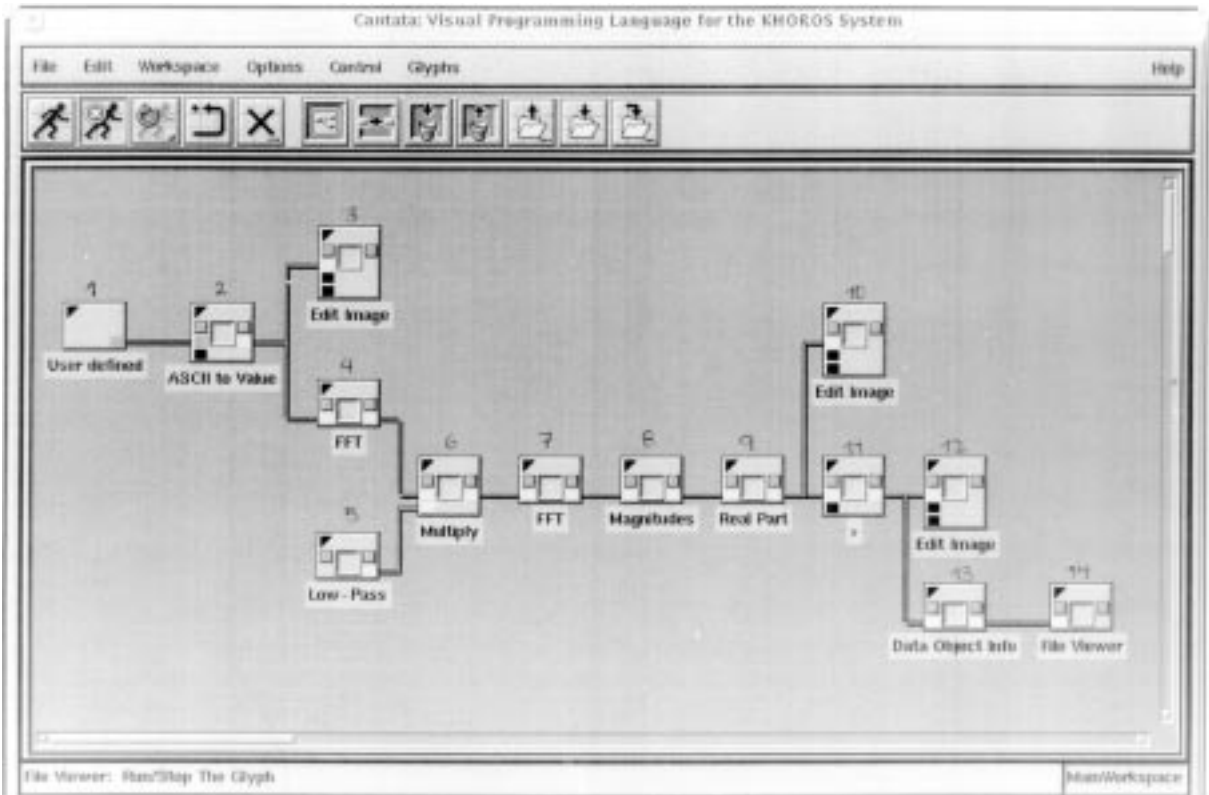 Cantata: Visual Programming Language for the KHOROS System
File Edit Workspace Options Control Glyphs Help
3
1 2 10
Edit Image
User defined ASCII to Value
4
Edit Image
FFT
6 7 8 9 11 12
5
Multiply FFT Magnitudes Real Part
Edit Image
13 14
Low-Pass
Data Object Info File Viewer
File Viewer: Run/Stop The Glyph MainWorkspace